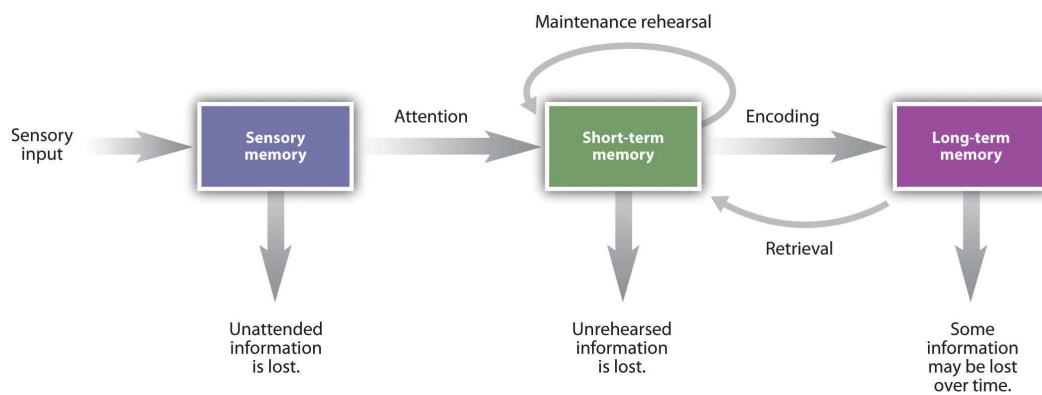 Maintenance rehearsal
Sensory
input
Sensory
memory
Attention
Short-term
memory
Encoding
Long-term
memory
Retrieval
Unattended
information
is lost.
Unrehearsed
information
is lost.
Some
information
may be lost
over time.